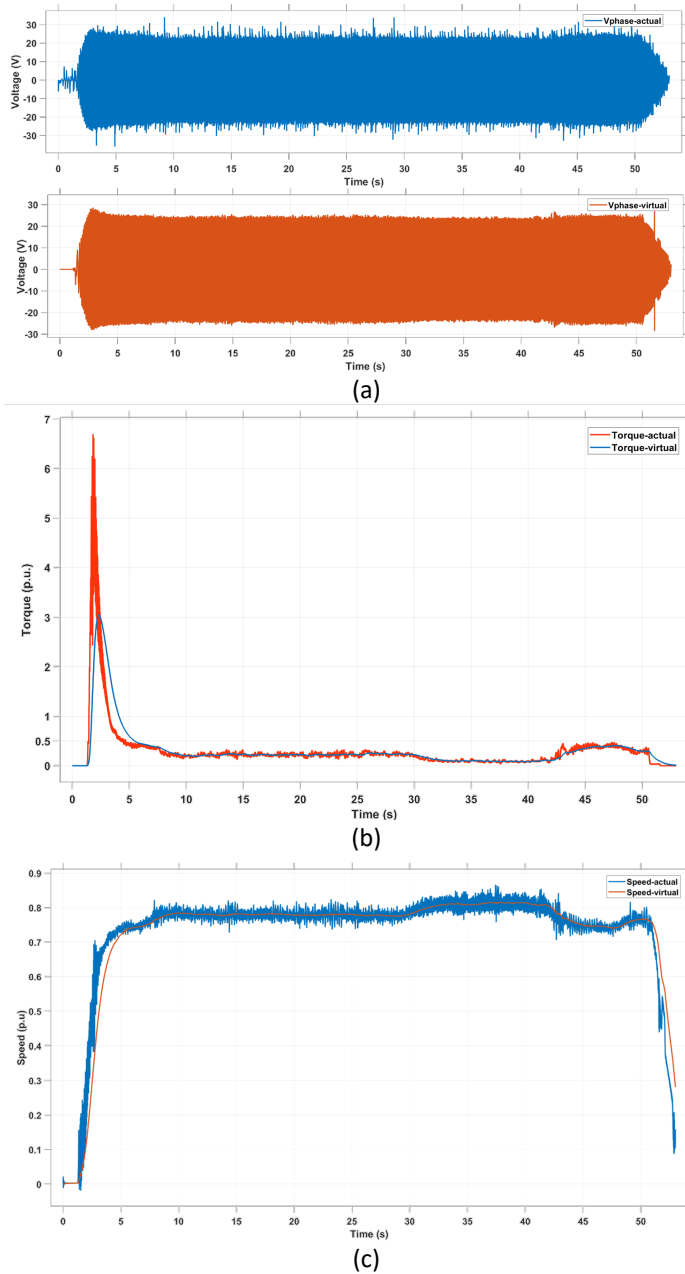 Vphase-actual
30
20
10
0
-10
-20
-30
Voltage (V)
0 5 10 15 20 25 30 35 40 45 50
Time (s)
Vphase-virtual
30
20
10
0
-10
-20
-30
Voltage (V)
0 5 10 15 20 25 30 35 40 45 50
Time (s)
(a)
Torque-actual
Torque-virtual
7
6
5
4
3
2
1
0.5
0
Torque (p.u.)
0 5 10 15 20 25 30 35 40 45 50
Time (s)
(b)
Speed-actual
Speed-virtual
0.9
0.8
0.7
0.6
0.5
0.4
0.3
0.2
0.1
0
Speed (p.u)
0 5 10 15 20 25 30 35 40 45 50
Time (s)
(c)